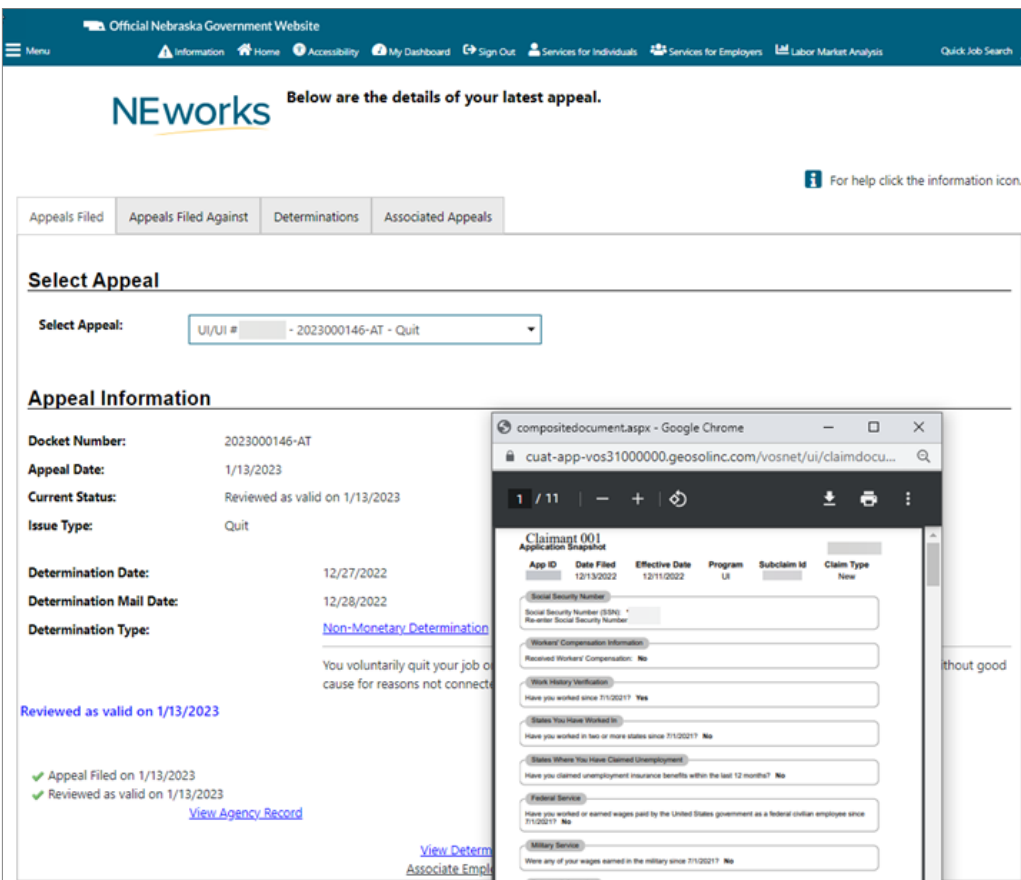 Official Nebraska Government Website
Menu Information Home Accessibility My Dashboard Sign Out Services for Individuals Services for Employers Labor Market Analysis Quick Job Search
NEworks
Below are the details of your latest appeal.
For help click the information icon.
Appeals Filed Appeals Filed Against Determinations Associated Appeals
Select Appeal
Select Appeal: UI/UI # - 2023000146-AT - Quit
Appeal Information
Docket Number: 2023000146-AT
Appeal Date: 1/13/2023
Current Status: Reviewed as valid on 1/13/2023
Issue Type: Quit
Determination Date: 12/27/2022
Determination Mail Date: 12/28/2022
Determination Type: Non-Monetary Determination
You voluntarily quit your job o
ithout good
cause for reasons not connecte
Reviewed as valid on 1/13/2023
Appeal Filed on 1/13/2023
Reviewed as valid on 1/13/2023
View Agency Record
View Determ
Associate Emple
compositedocument.aspx - Google Chrome
cuat-app-vos31000000.geosolinc.com/vosnet/ui/claimdocu...
1 / 11
Claimant 001
Application Snapshot
App ID Date Filed Effective Date Program Subclaim Id Claim Type
12/13/2022 12/11/2022 UI New
Social Security Number
Social Security Number (SSN): *
Re-enter Social Security Number
Workers' Compensation Information
Received Workers' Compensation: No
Work History Verification
Have you worked since 7/1/2021? Yes
States You Have Worked In
Have you worked in two or more states since 7/1/2021? No
States Where You Have Claimed Unemployment
Have you claimed unemployment insurance benefits within the last 12 months? No
Federal Service
Have you worked or earned wages paid by the United States government as a federal civilian employee since
7/1/2021? No
Military Service
Were any of your wages earned in the military since 7/1/2021? No